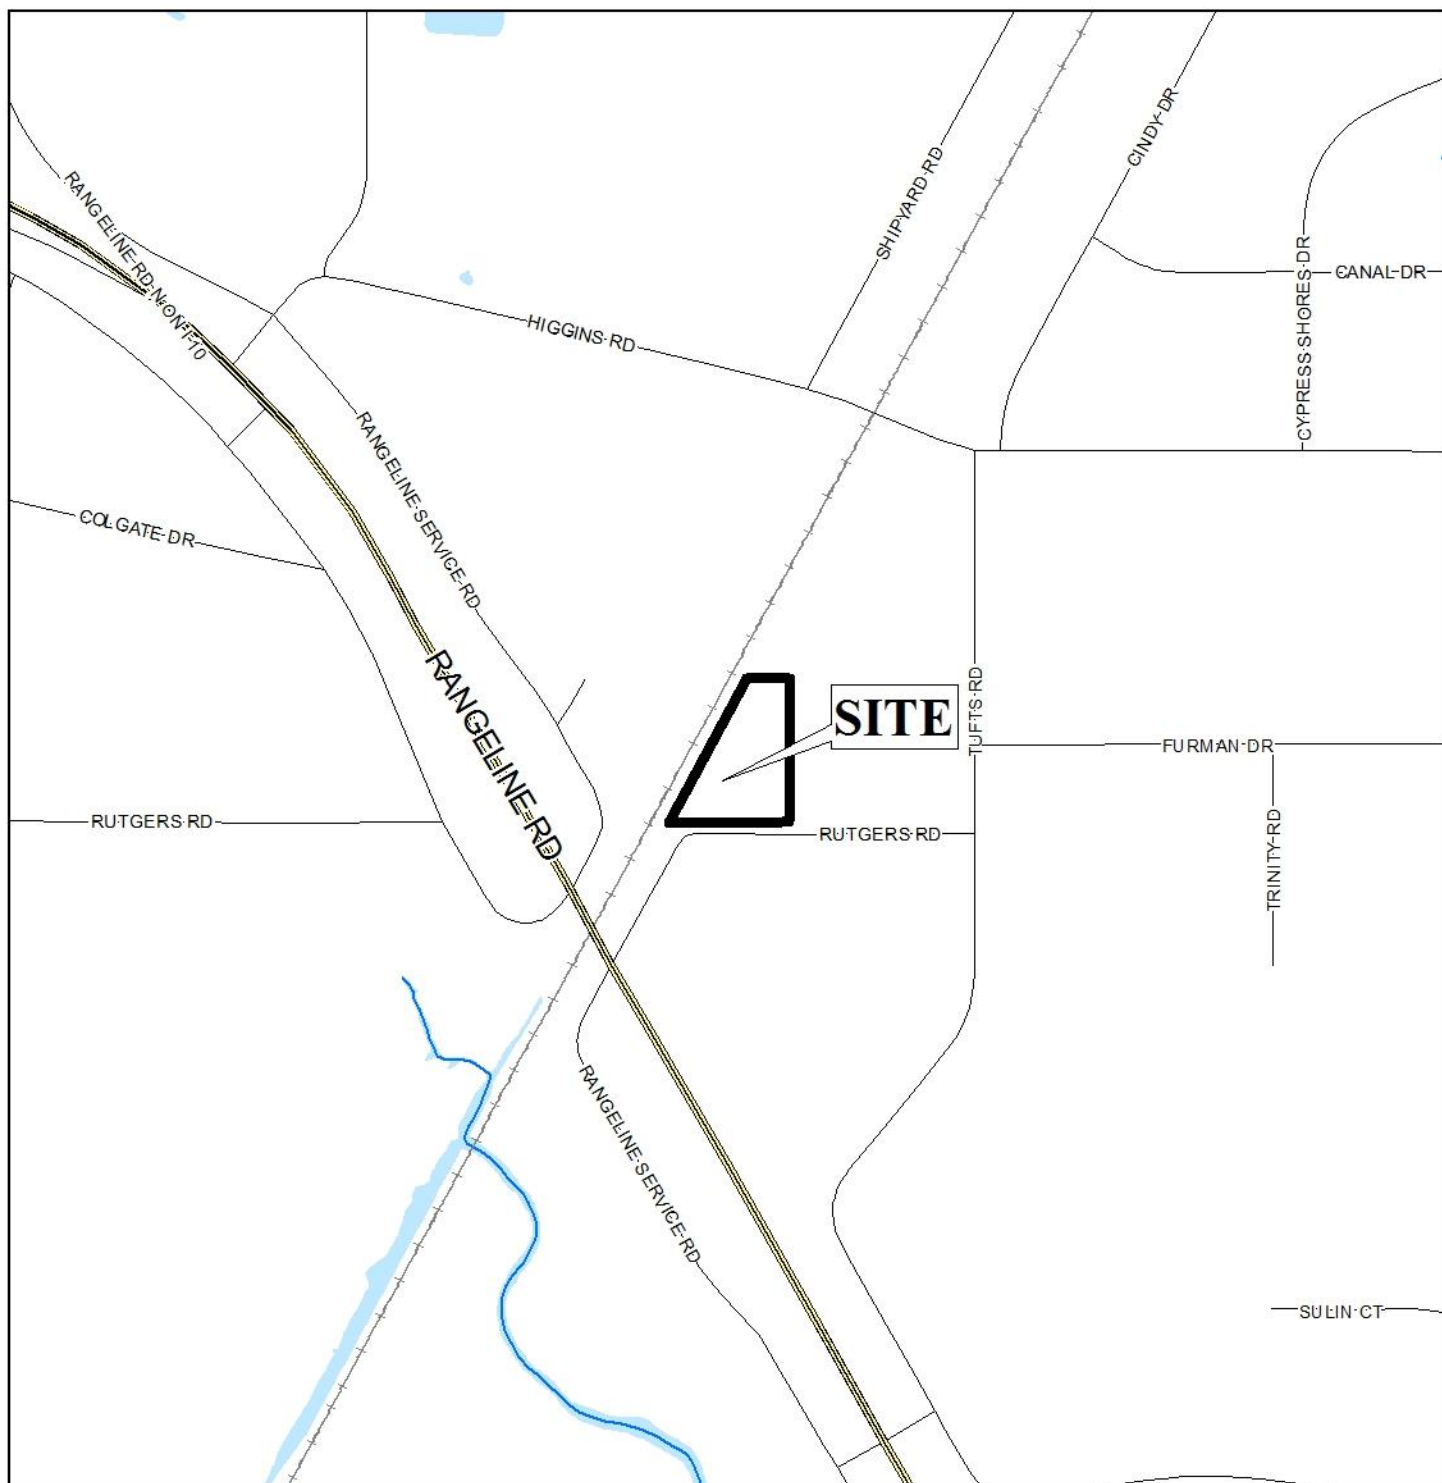 CINDY DR
SHIPYARD RD
RANGELINE RD N ON I-10
CANAL DR
CYPRESS SHORES DR
HIGGINS RD
RANGELINE SERVICE RD
COLGATE DR
RANGELINE RD
SITE
TUFTS RD
FURMAN DR
RUTGERS RD
RUTGERS RD
TRINITY RD
RANGELINE SERVICE RD
SULIN CT